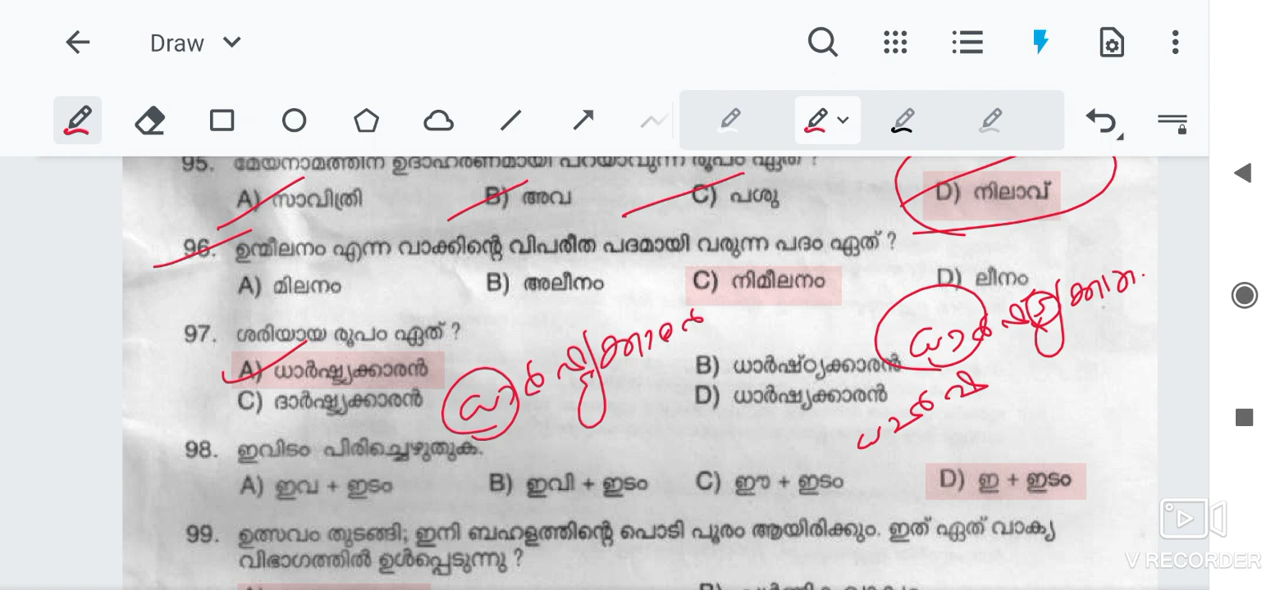 Draw
95. മേയനാമത്തിന് ഉദാഹരണമായി പറയാവുന്ന രൂപം ഏത് ?
A) സാവിത്രി B) അവ C) പശു D) നിലാവ്
96. ഉന്മീലനം എന്ന വാക്കിന്റെ വിപരീത പദമായി വരുന്ന പദം ഏത് ?
A) മിലനം B) അലീനം C) നിമീലനം D) ലീനം
97. ശരിയായ രൂപം ഏത് ?
A) ധാർഷ്ട്യക്കാരൻ B) ധാർഷ്ഠ്യക്കാരൻ
C) ദാർഷ്ട്യക്കാരൻ D) ധാർഷ്യക്കാരൻ
98. ഇവിടം പിരിച്ചെഴുതുക.
A) ഇവ + ഇടം B) ഇവി + ഇടം C) ഈ + ഇടം D) ഇ + ഇടം
99. ഉത്സവം തുടങ്ങി; ഇനി ബഹളത്തിന്റെ പൊടി പൂരം ആയിരിക്കും. ഇത് ഏത് വാക്യ
വിഭാഗത്തിൽ ഉൾപ്പെടുന്നു ?
V RECORDER